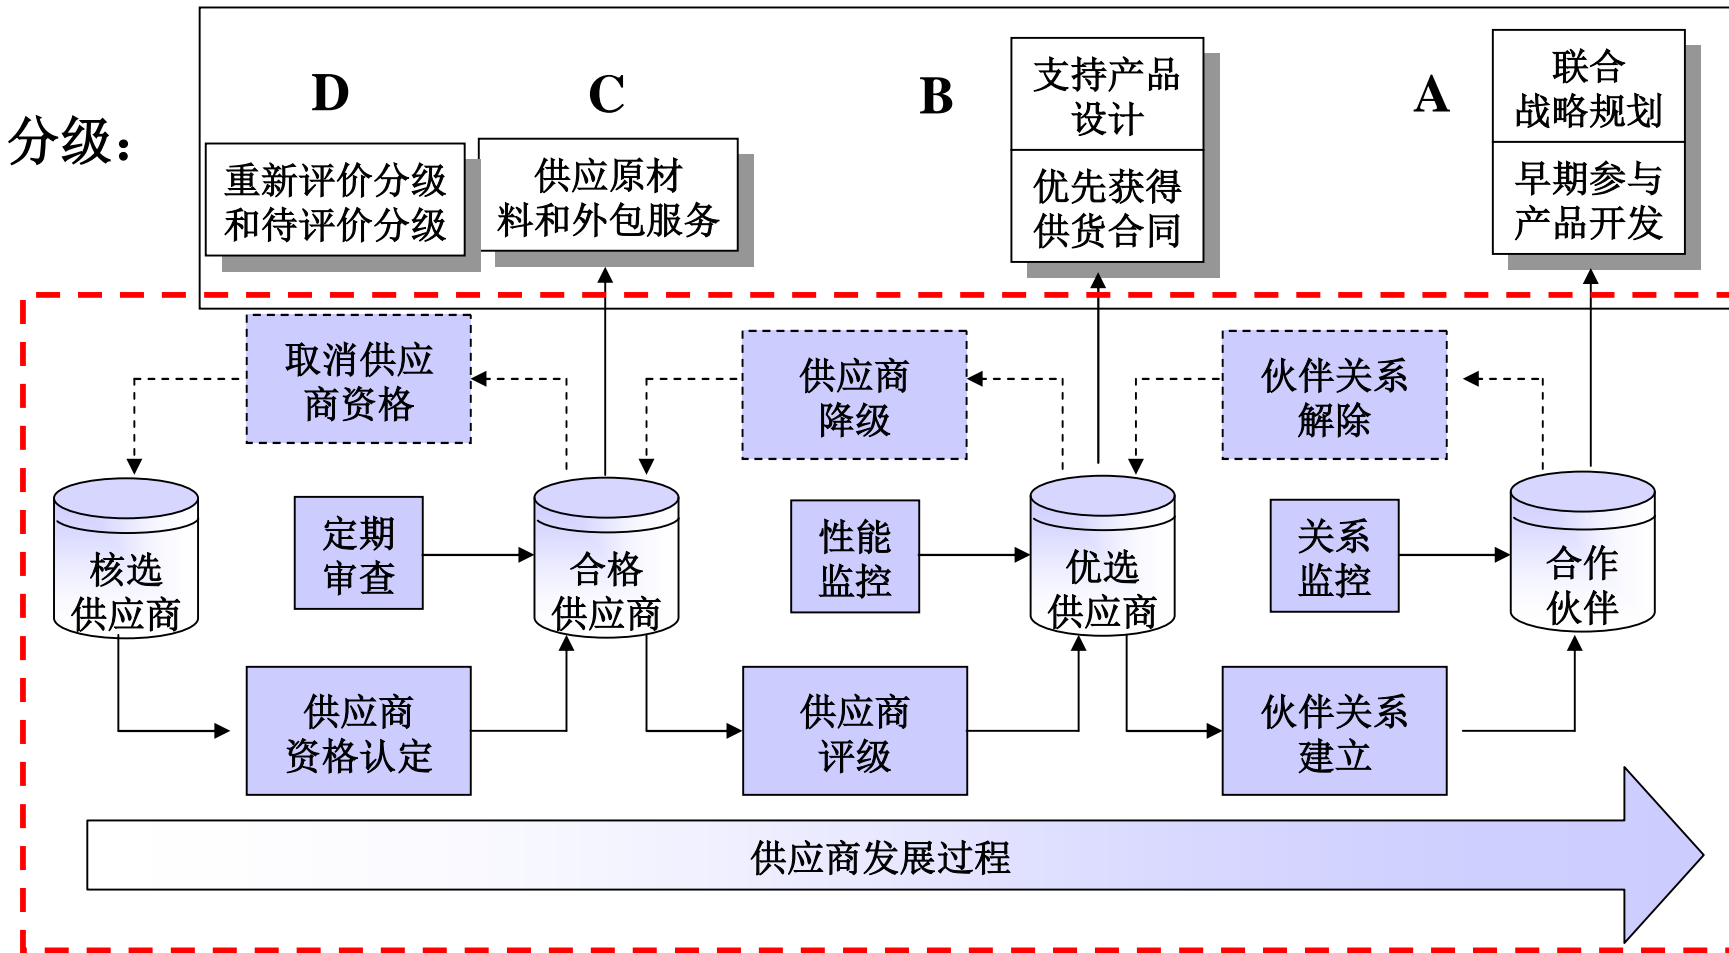 分级：
D
重新评价分级
和待评价分级
C
供应原材
料和外包服务
B
支持产品
设计
优先获得
供货合同
A
联合
战略规划
早期参与
产品开发
取消供应
商资格
供应商
降级
伙伴关系
解除
核选
供应商
定期
审查
合格
供应商
性能
监控
优选
供应商
关系
监控
合作
伙伴
供应商
资格认定
供应商
评级
伙伴关系
建立
供应商发展过程